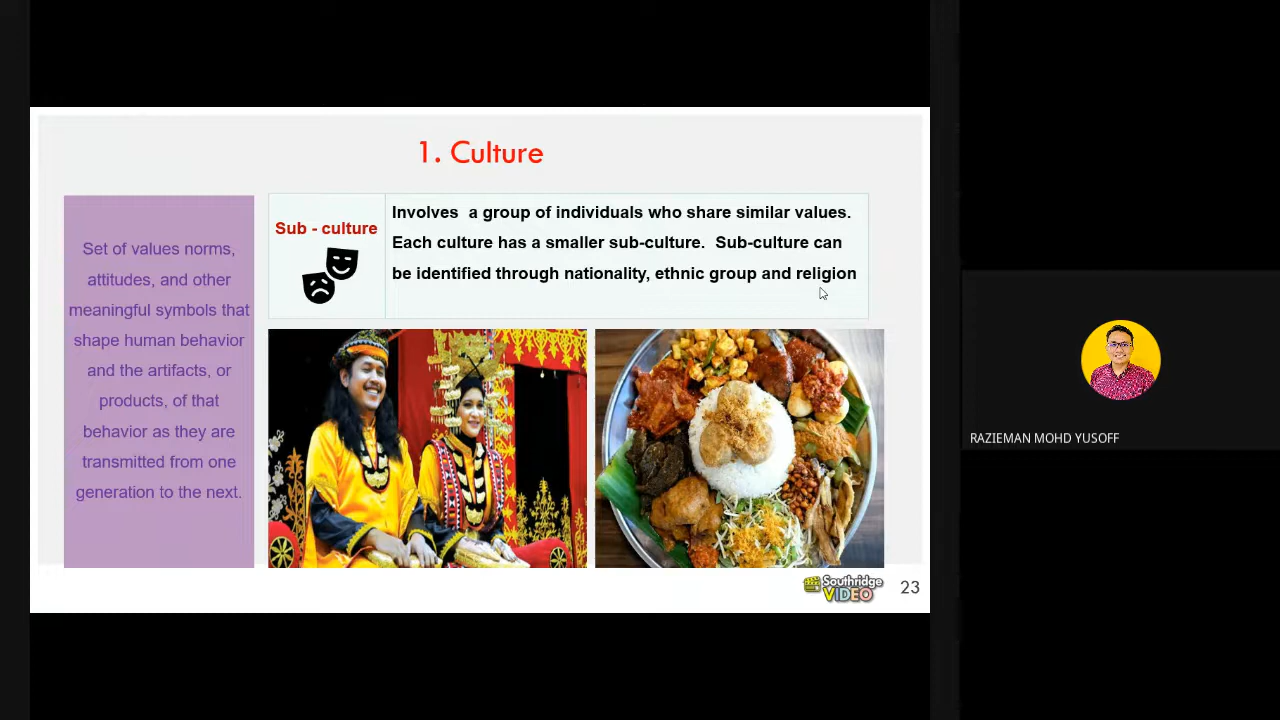 1. Culture
Set of values norms,
attitudes, and other
meaningful symbols that
shape human behavior
and the artifacts, or
products, of that
behavior as they are
transmitted from one
generation to the next.
Sub - culture
Involves a group of individuals who share similar values.
Each culture has a smaller sub-culture. Sub-culture can
be identified through nationality, ethnic group and religion
Southridge
VIDEO
23
RAZIEMAN MOHD YUSOFF